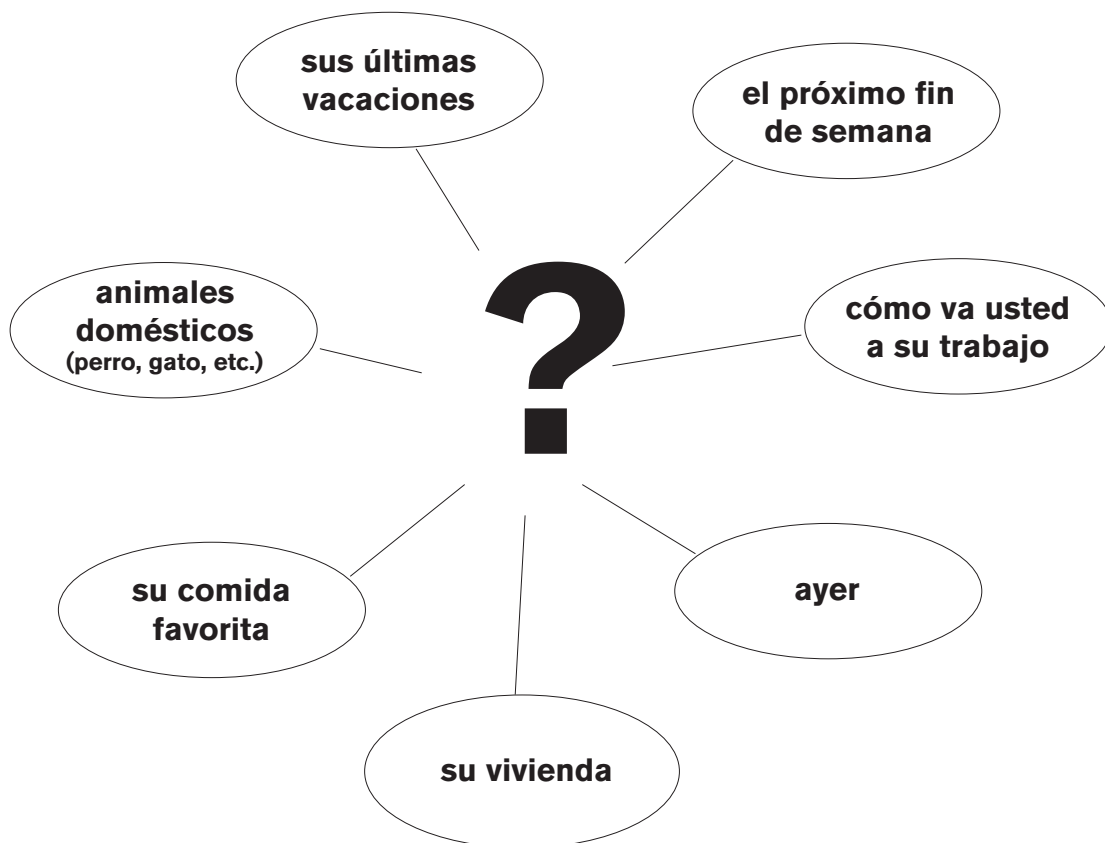 sus últimas
vacaciones
el próximo fin
de semana
animales
domésticos
(perro, gato, etc.)
cómo va usted
a su trabajo
?
su comida
favorita
ayer
su vivienda